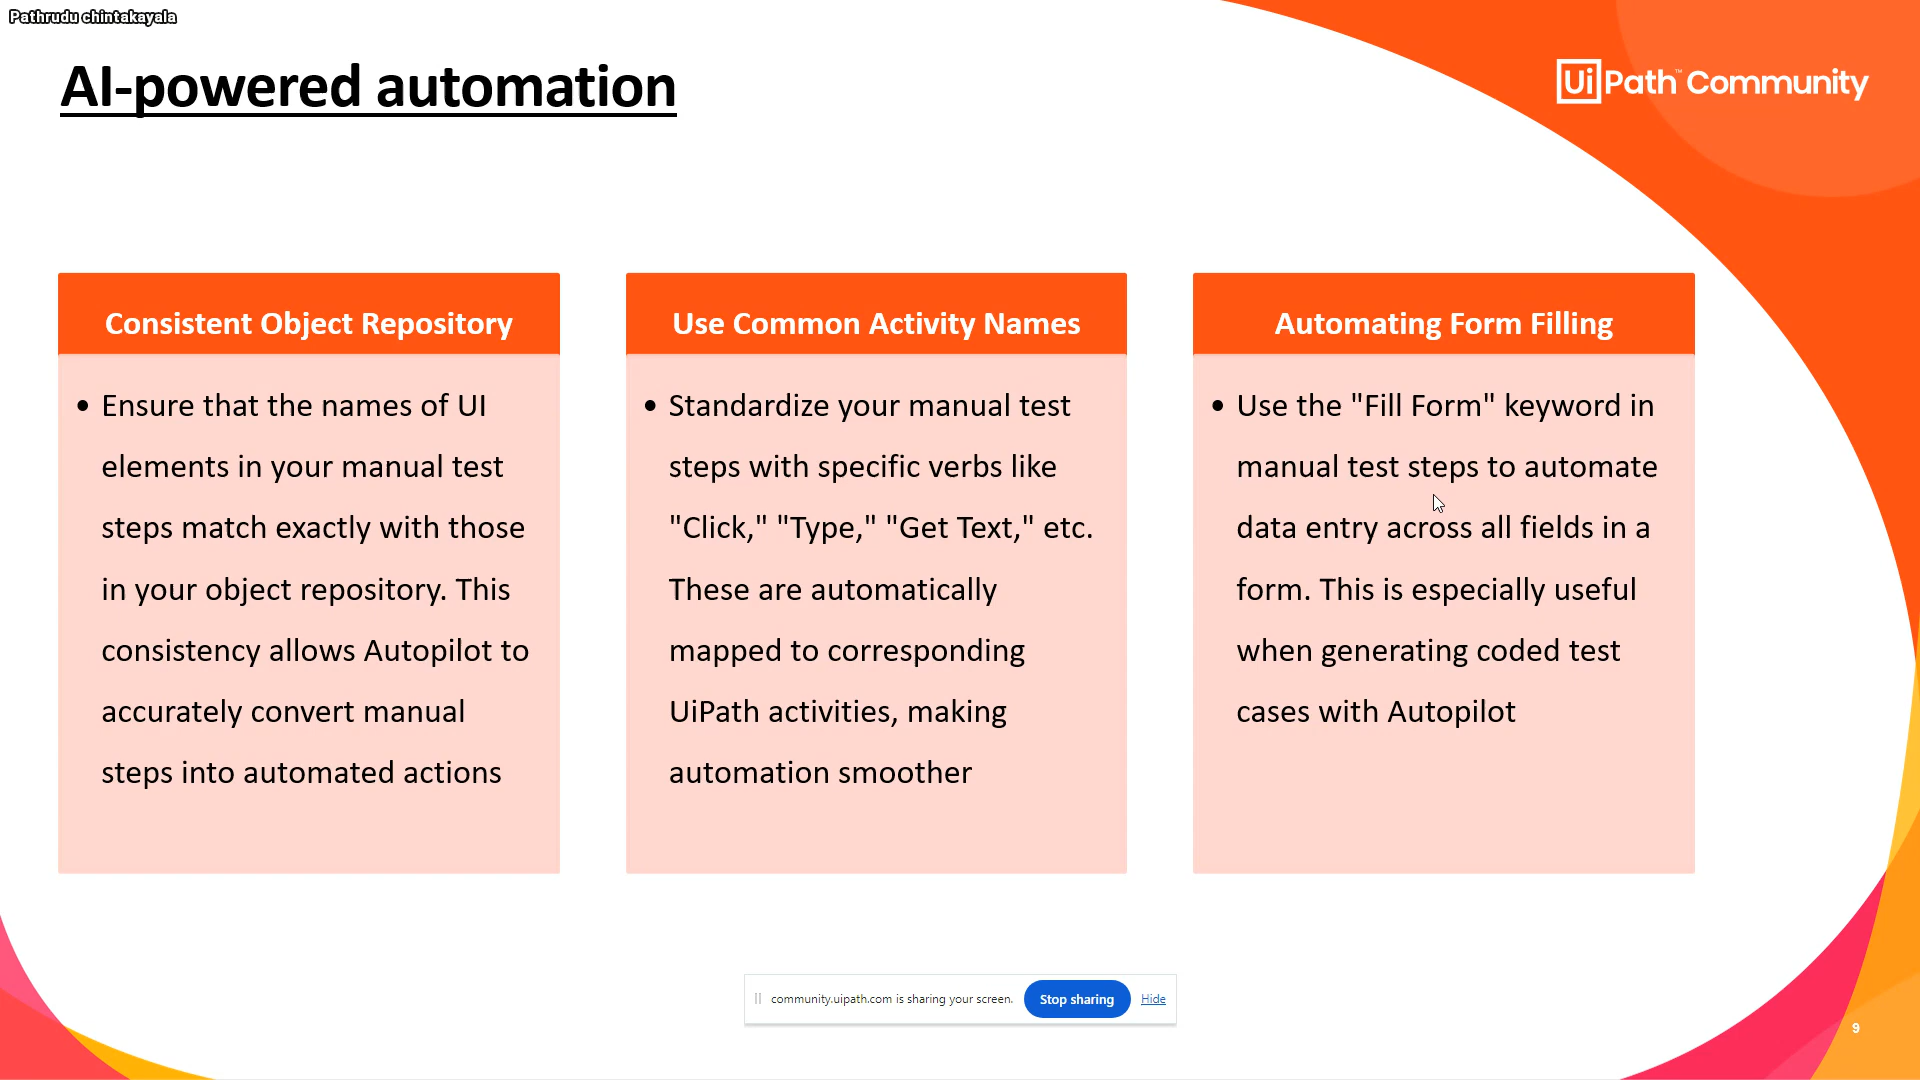 Pathrudu chintakayala
AI-powered automation
UiPath™ Community
Consistent Object Repository
• Ensure that the names of UI
elements in your manual test
steps match exactly with those
in your object repository. This
consistency allows Autopilot to
accurately convert manual
steps into automated actions
Use Common Activity Names
• Standardize your manual test
steps with specific verbs like
"Click," "Type," "Get Text," etc.
These are automatically
mapped to corresponding
UiPath activities, making
automation smoother
Automating Form Filling
• Use the "Fill Form" keyword in
manual test steps to automate
data entry across all fields in a
form. This is especially useful
when generating coded test
cases with Autopilot
community.uipath.com is sharing your screen.
Stop sharing
Hide
9